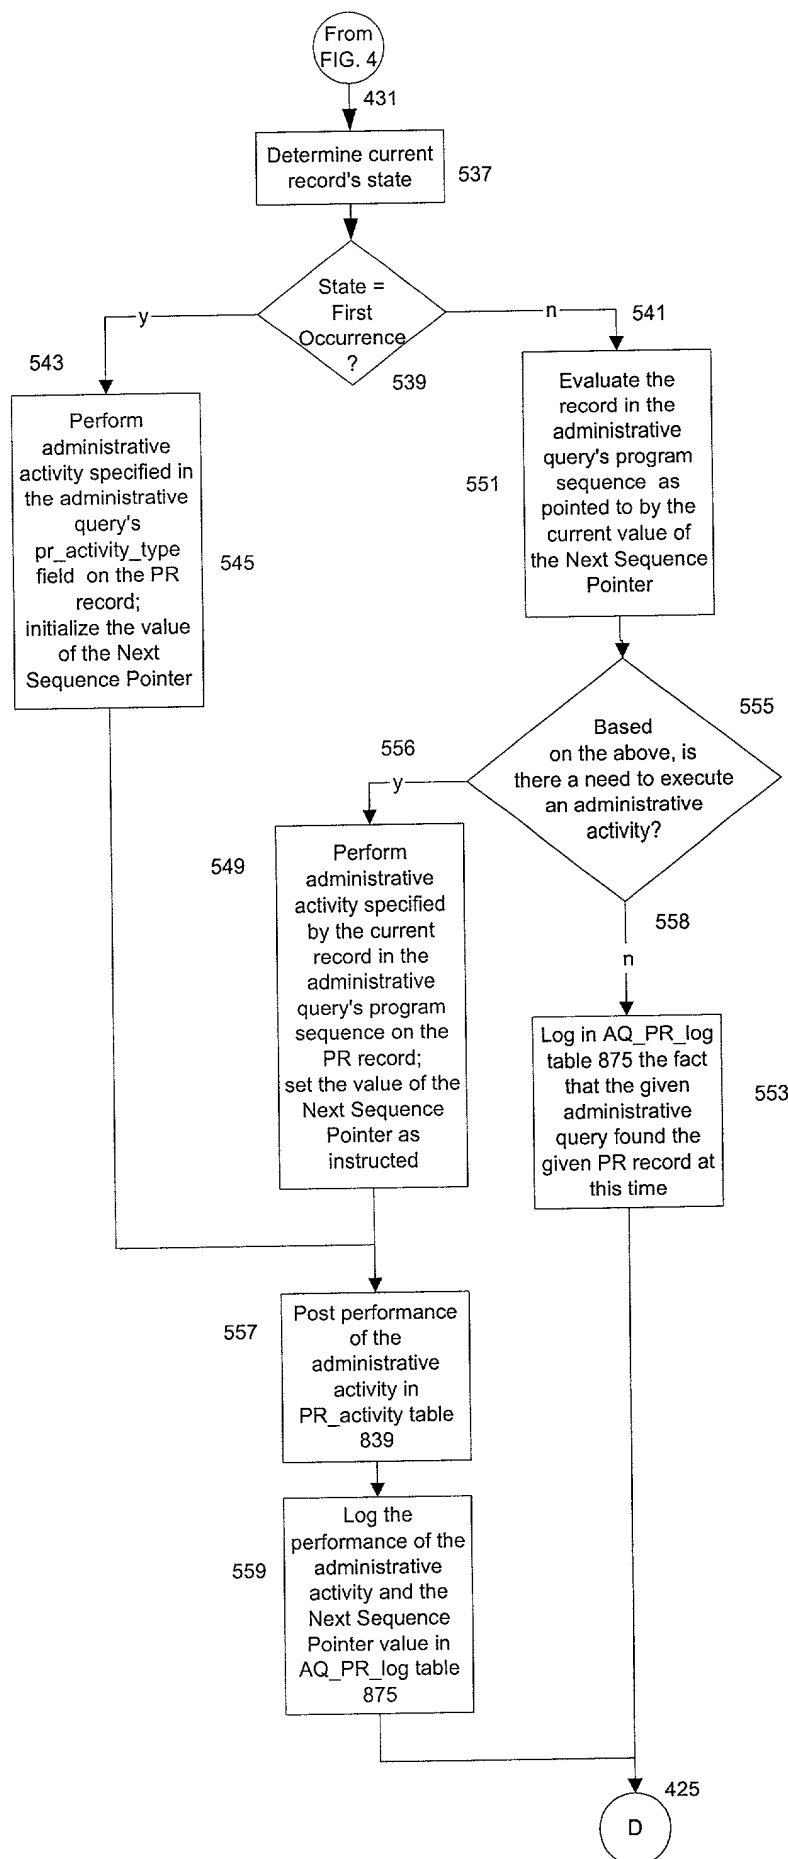 From
FIG. 4
431
Determine current
record's state
537
State =
First
Occurrence
?
539
y
n
541
543
Perform
administrative
activity specified in
the administrative
query's
pr_activity_type
field on the PR
record;
initialize the value
of the Next
Sequence Pointer
545
Evaluate the
record in the
administrative
query's program
sequence as
pointed to by the
current value of
the Next Sequence
Pointer
551
Based
on the above, is
there a need to execute
an administrative
activity?
555
556
y
558
n
549
Perform
administrative
activity specified
by the current
record in the
administrative
query's program
sequence on the
PR record;
set the value of the
Next Sequence
Pointer as
instructed
Log in AQ_PR_log
table 875 the fact
that the given
administrative
query found the
given PR record at
this time
553
557
Post performance
of the
administrative
activity in
PR_activity table
839
559
Log the
performance of the
administrative
activity and the
Next Sequence
Pointer value in
AQ_PR_log table
875
425
D